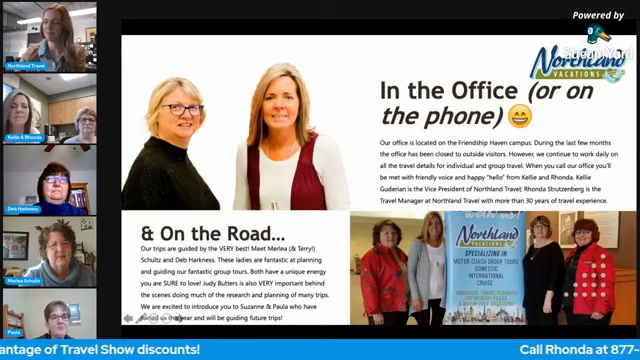 Powered by
StreamYard
Northland
VACATIONS
In the Office (or on
the phone) 😄
Our office is located on the Friendship Haven campus. During the last few months
the office has been closed to outside visitors. However, we continue to work daily on
all the travel details for individual and group travel. When you call our office you'll
be met with friendly voice and happy "hello" from Kellie and Rhonda. Kellie
Guderian is the Vice President of Northland Travel; Rhonda Strutzenberg is the
Travel Manager at Northland Travel with more than 30 years of travel experience.
& On the Road...
Our trips are guided by the VERY best! Meet Merlea (& Terry!)
Schultz and Deb Harkness. These ladies are fantastic at planning
and guiding our fantastic group tours. Both have a unique energy
you are SURE to love! Judy Butters is also VERY important behind
the scenes doing much of the research and planning of many trips.
We are excited to introduce you to Suzanne & Paula who have
joined us this year and will be guiding future trips!
with us!
Northland
VACATIONS
SPECIALIZING IN:
MOTOR COACH GROUP TOURS
DOMESTIC
INTERNATIONAL
CRUISE
Northland Travel
Kellie & Rhonda
Deb Harkness
Merlea Schultz
Paula
antage of Travel Show discounts!
Call Rhonda at 877-